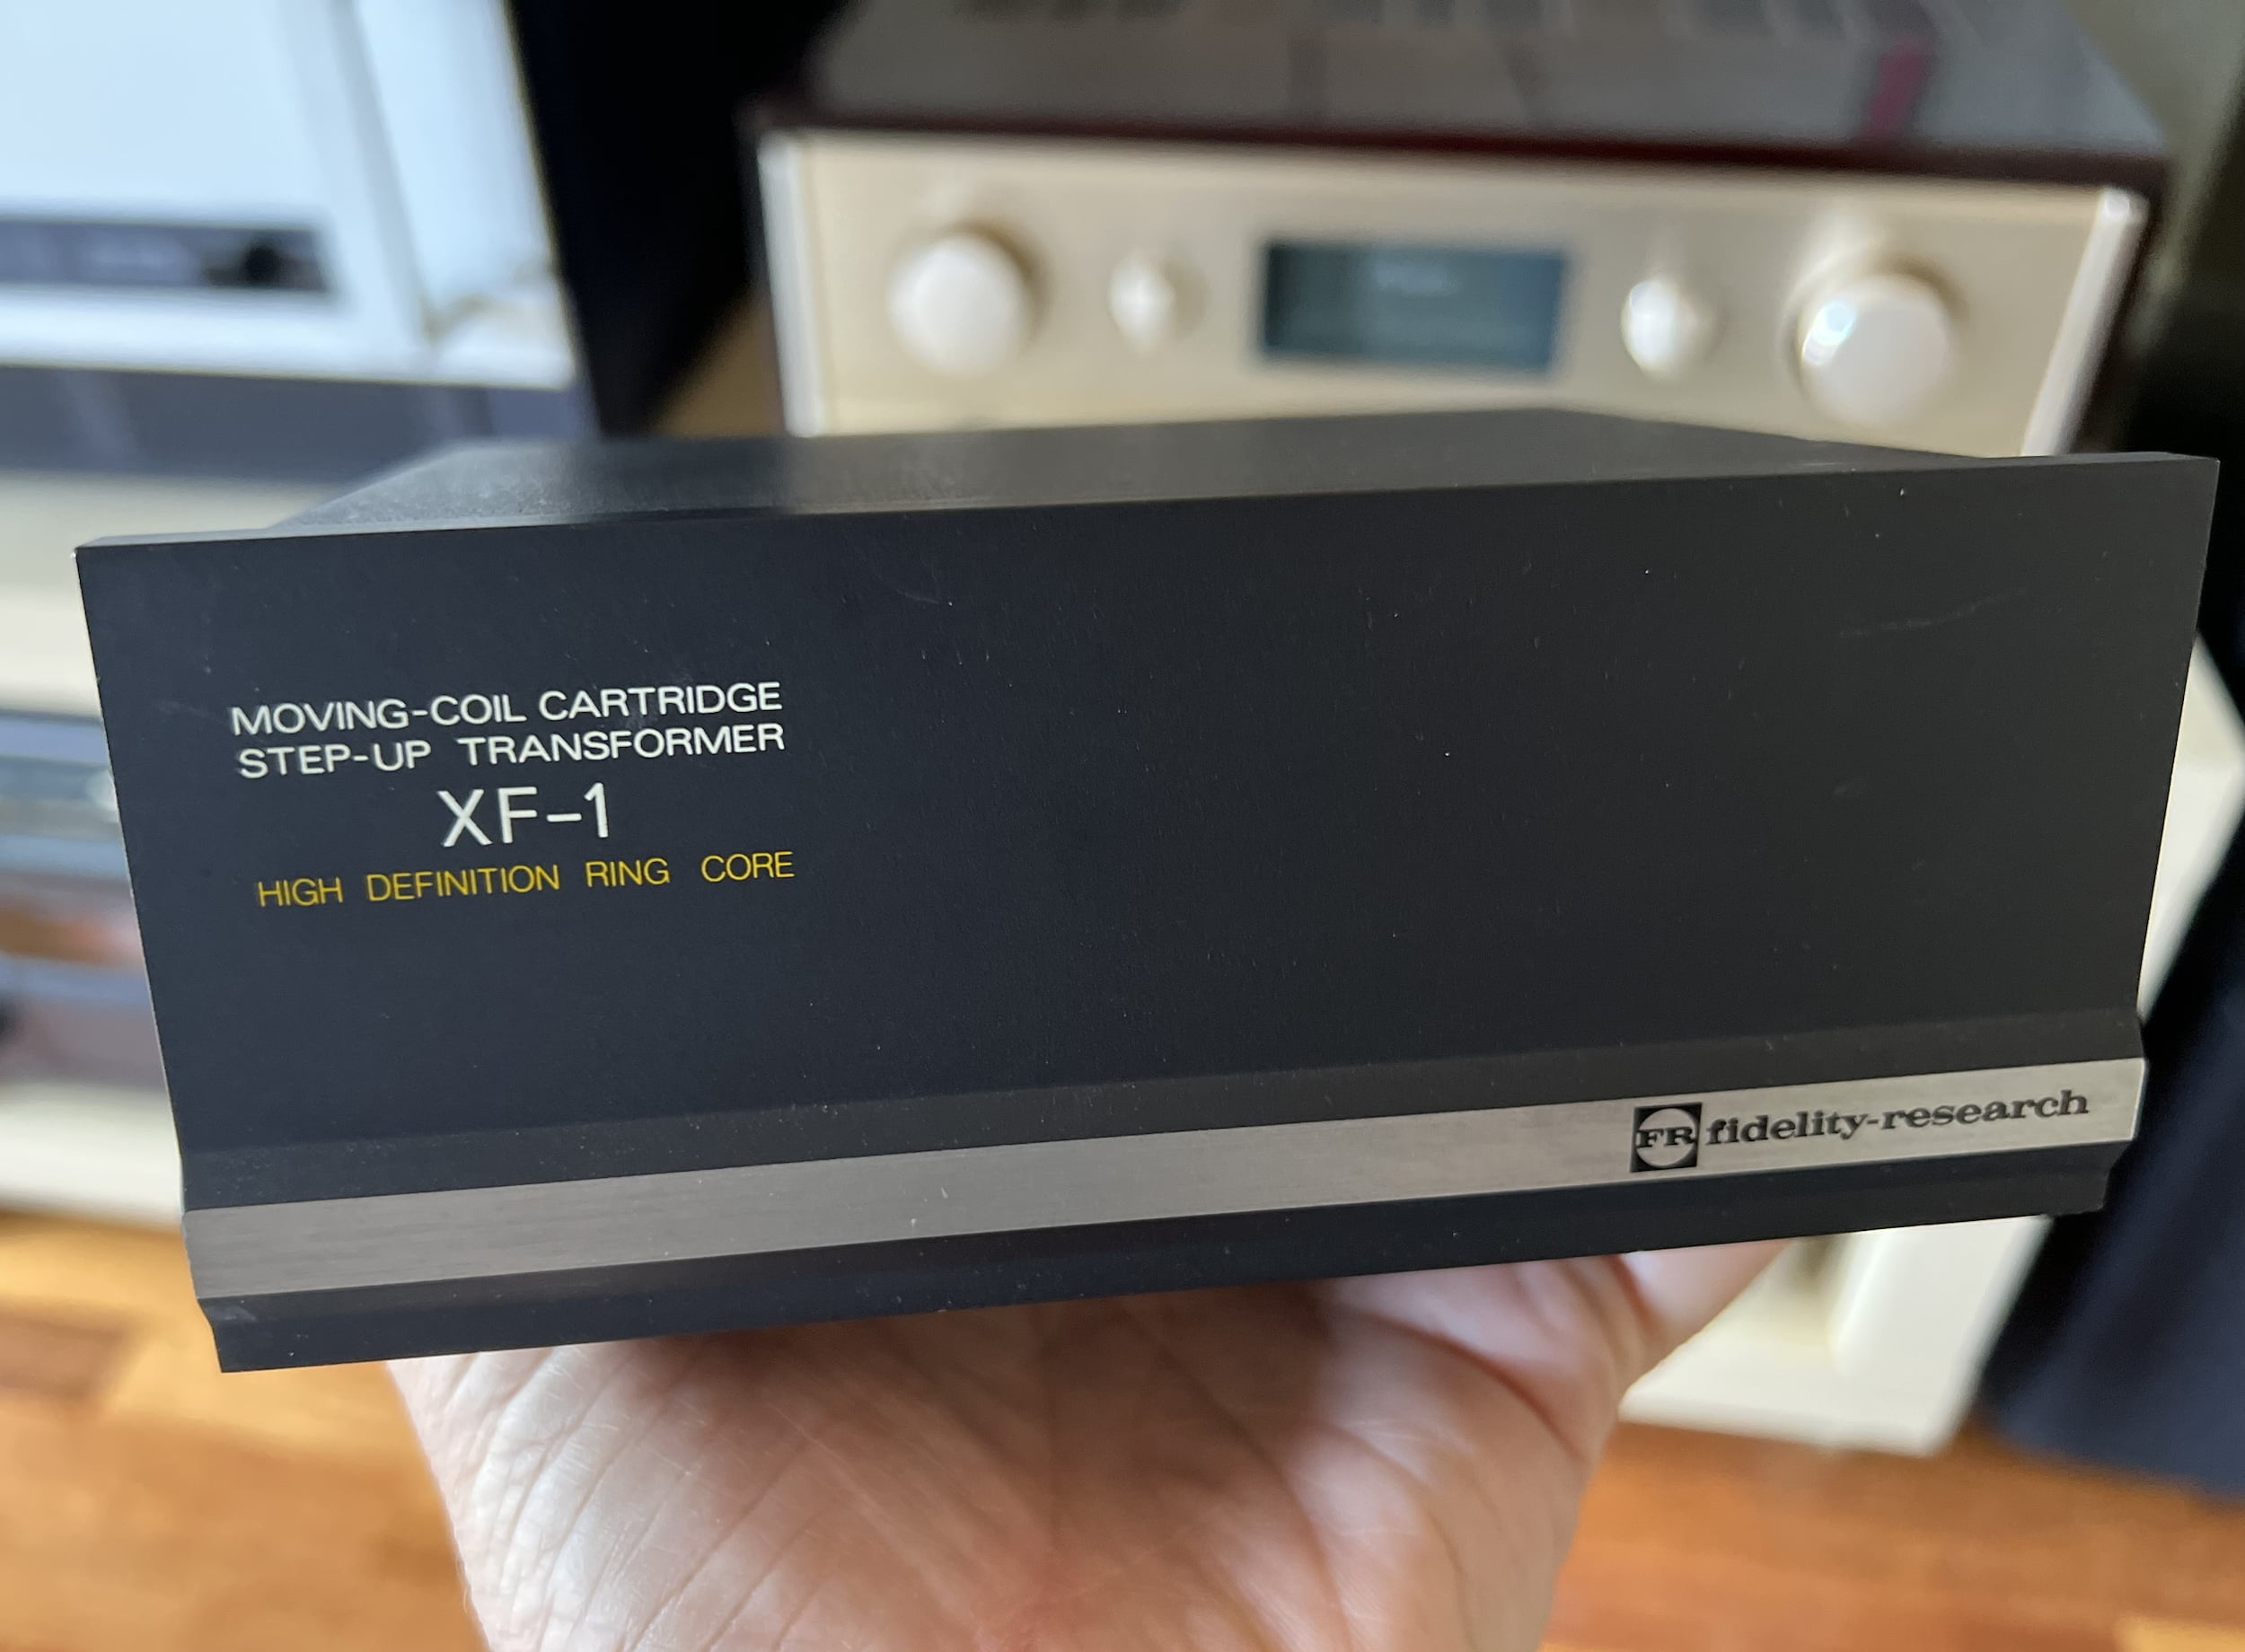 MOVING-COIL CARTRIDGE
STEP-UP TRANSFORMER
XF-1
HIGH DEFINITION RING CORE
FR fidelity-research